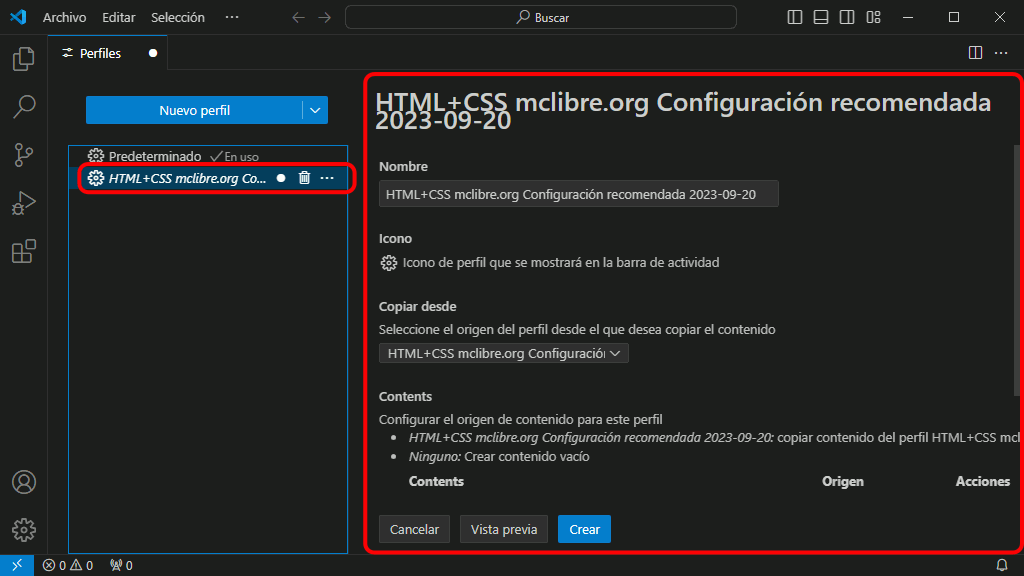 Archivo Editar Selección ··· Buscar
Perfiles
Nuevo perfil
Predeterminado En uso
HTML+CSS mclibre.org Co...
HTML+CSS mclibre.org Configuración recomendada
2023-09-20
Nombre
HTML+CSS mclibre.org Configuración recomendada 2023-09-20
Icono
Icono de perfil que se mostrará en la barra de actividad
Copiar desde
Seleccione el origen del perfil desde el que desea copiar el contenido
HTML+CSS mclibre.org Configuració
Contents
Configurar el origen de contenido para este perfil
• HTML+CSS mclibre.org Configuración recomendada 2023-09-20: copiar contenido del perfil HTML+CSS mcl
• Ninguno: Crear contenido vacío
Contents Origen Acciones
Cancelar Vista previa Crear
0 0 0